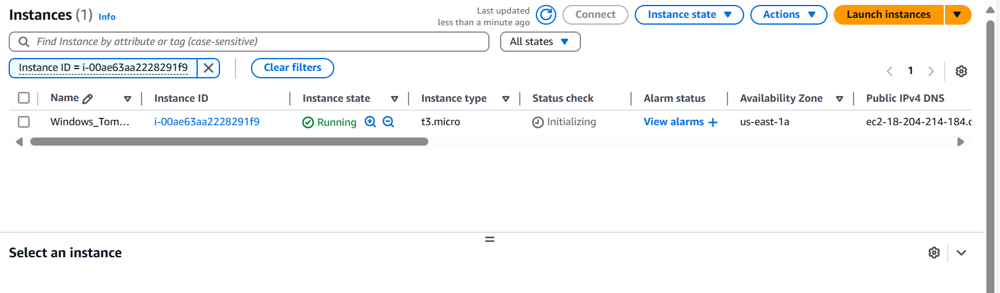 Instances (1) Info
Last updated
less than a minute ago
Connect
Instance state
Actions
Launch instances
Find Instance by attribute or tag (case-sensitive)
All states
Instance ID = i-00ae63aa2228291f9
Clear filters
1
Name Instance ID Instance state Instance type Status check Alarm status Availability Zone Public IPv4 DNS
Windows_Tom... i-00ae63aa2228291f9 Running t3.micro Initializing View alarms + us-east-1a ec2-18-204-214-184.c
Select an instance